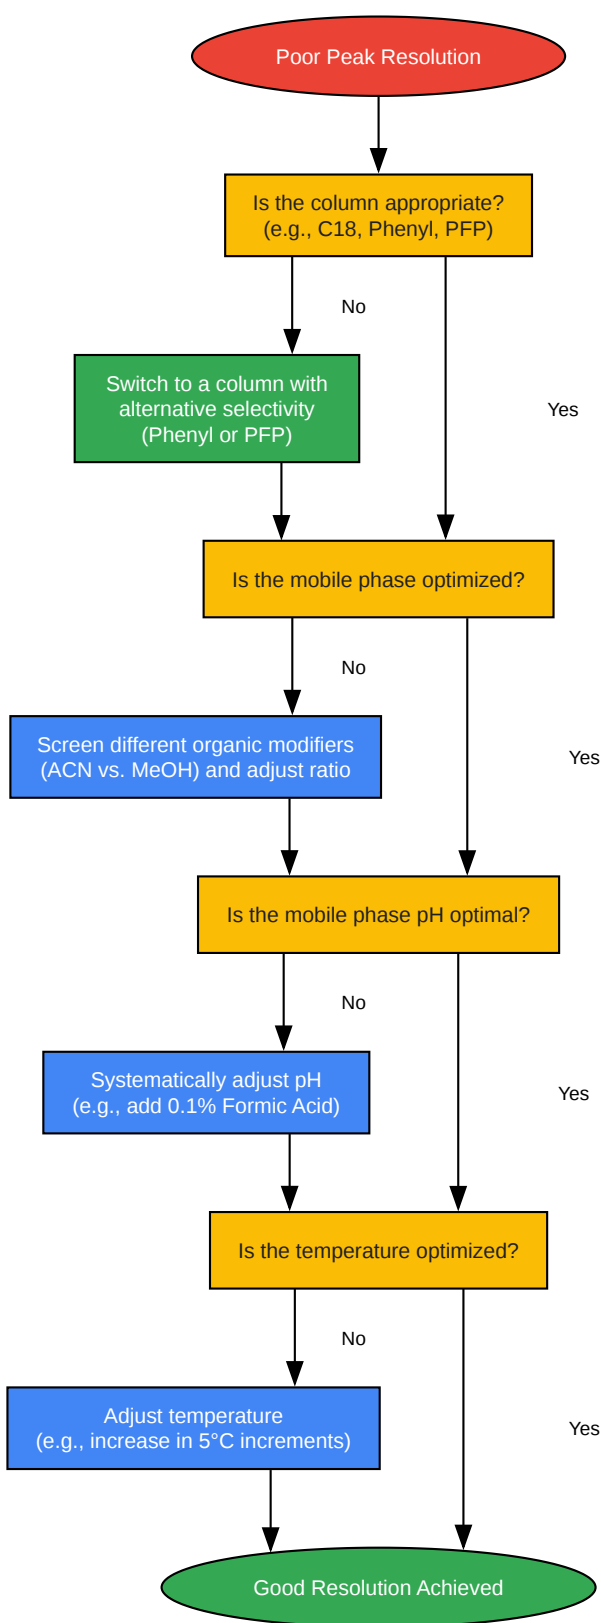 Poor Peak Resolution
Is the column appropriate?
(e.g., C18, Phenyl, PFP)
No
Switch to a column with
alternative selectivity
(Phenyl or PFP)
Yes
Is the mobile phase optimized?
No
Screen different organic modifiers
(ACN vs. MeOH) and adjust ratio
Yes
Is the mobile phase pH optimal?
No
Systematically adjust pH
(e.g., add 0.1% Formic Acid)
Yes
Is the temperature optimized?
No
Adjust temperature
(e.g., increase in 5°C increments)
Yes
Good Resolution Achieved